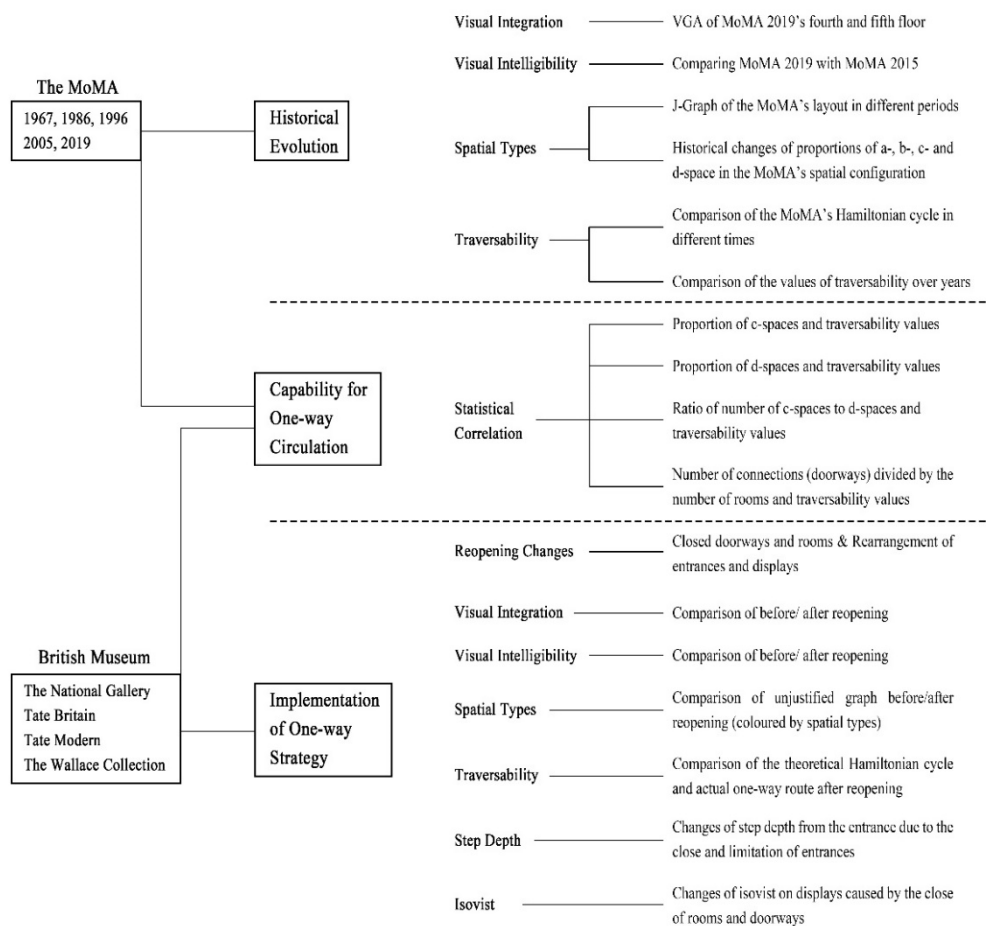 The MoMA
1967, 1986, 1996
2005, 2019
Historical
Evolution
Visual Integration
VGA of MoMA 2019's fourth and fifth floor
Visual Intelligibility
Comparing MoMA 2019 with MoMA 2015
Spatial Types
J-Graph of the MoMA's layout in different periods
Historical changes of proportions of a-, b-, c- and
d-space in the MoMA's spatial configuration
Traversability
Comparison of the MoMA's Hamiltonian cycle in
different times
Comparison of the values of traversability over years
Capability for
One-way
Circulation
Statistical
Correlation
Proportion of c-spaces and traversability values
Proportion of d-spaces and traversability values
Ratio of number of c-spaces to d-spaces and
traversability values
Number of connections (doorways) divided by the
number of rooms and traversability values
British Museum
The National Gallery
Tate Britain
Tate Modern
The Wallace Collection
Implementation
of One-way
Strategy
Reopening Changes
Closed doorways and rooms & Rearrangement of
entrances and displays
Visual Integration
Comparison of before/ after reopening
Visual Intelligibility
Comparison of before/ after reopening
Spatial Types
Comparison of unjustified graph before/after
reopening (coloured by spatial types)
Traversability
Comparison of the theoretical Hamiltonian cycle
and actual one-way route after reopening
Step Depth
Changes of step depth from the entrance due to the
close and limitation of entrances
Isovist
Changes of isovist on displays caused by the close
of rooms and doorways